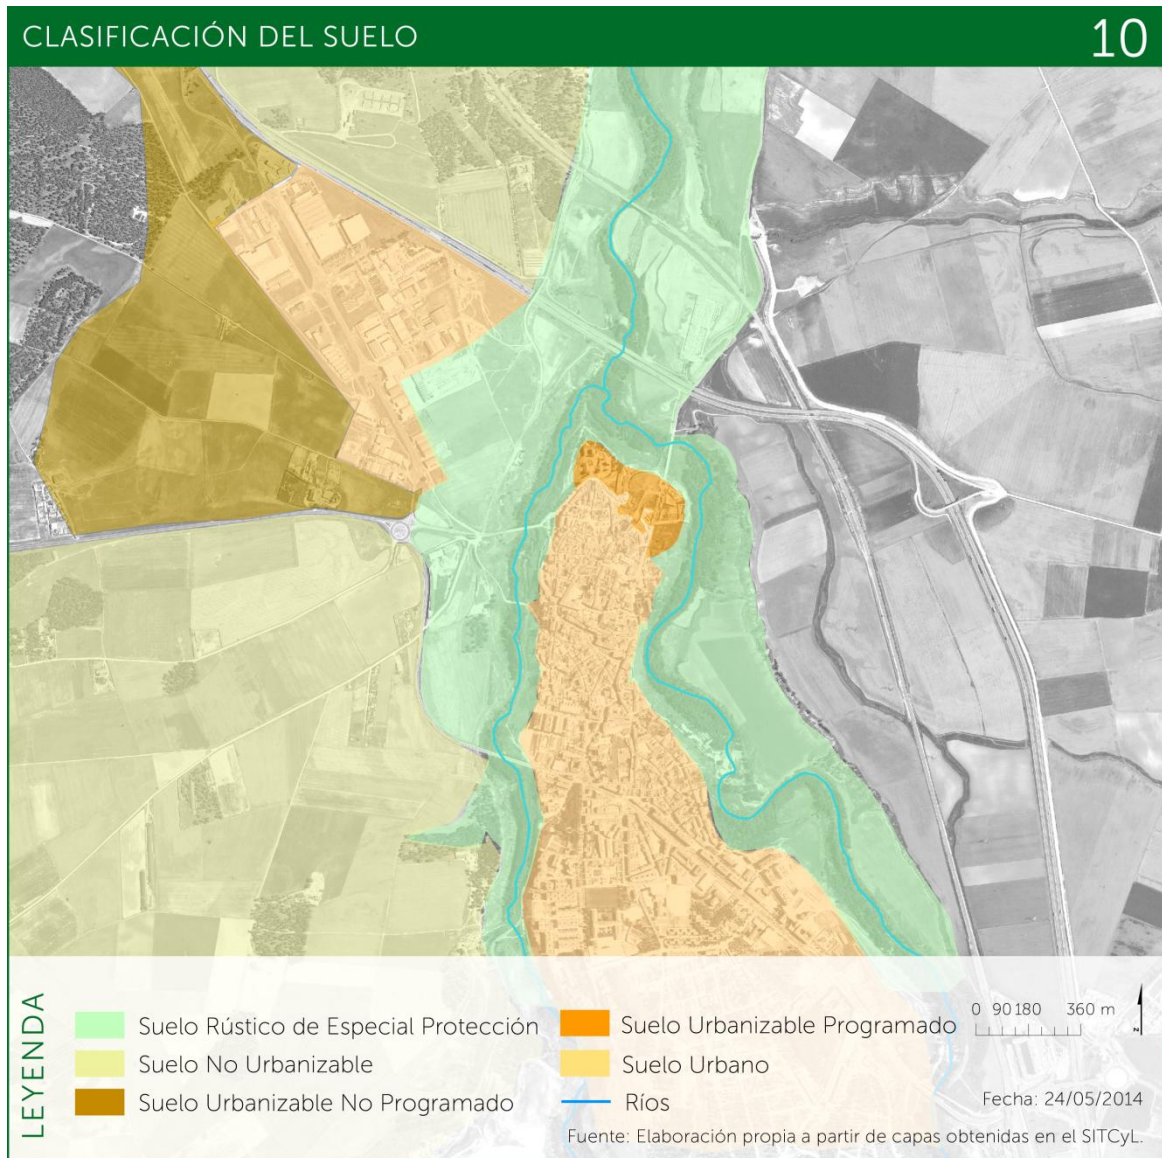 CLASIFICACIÓN DEL SUELO
10
LEYENDA
Suelo Rústico de Especial Protección
Suelo No Urbanizable
Suelo Urbanizable No Programado
Suelo Urbanizable Programado
Suelo Urbano
Ríos
0 90 180 360 m
N
Fecha: 24/05/2014
Fuente: Elaboración propia a partir de capas obtenidas en el SITCyL.